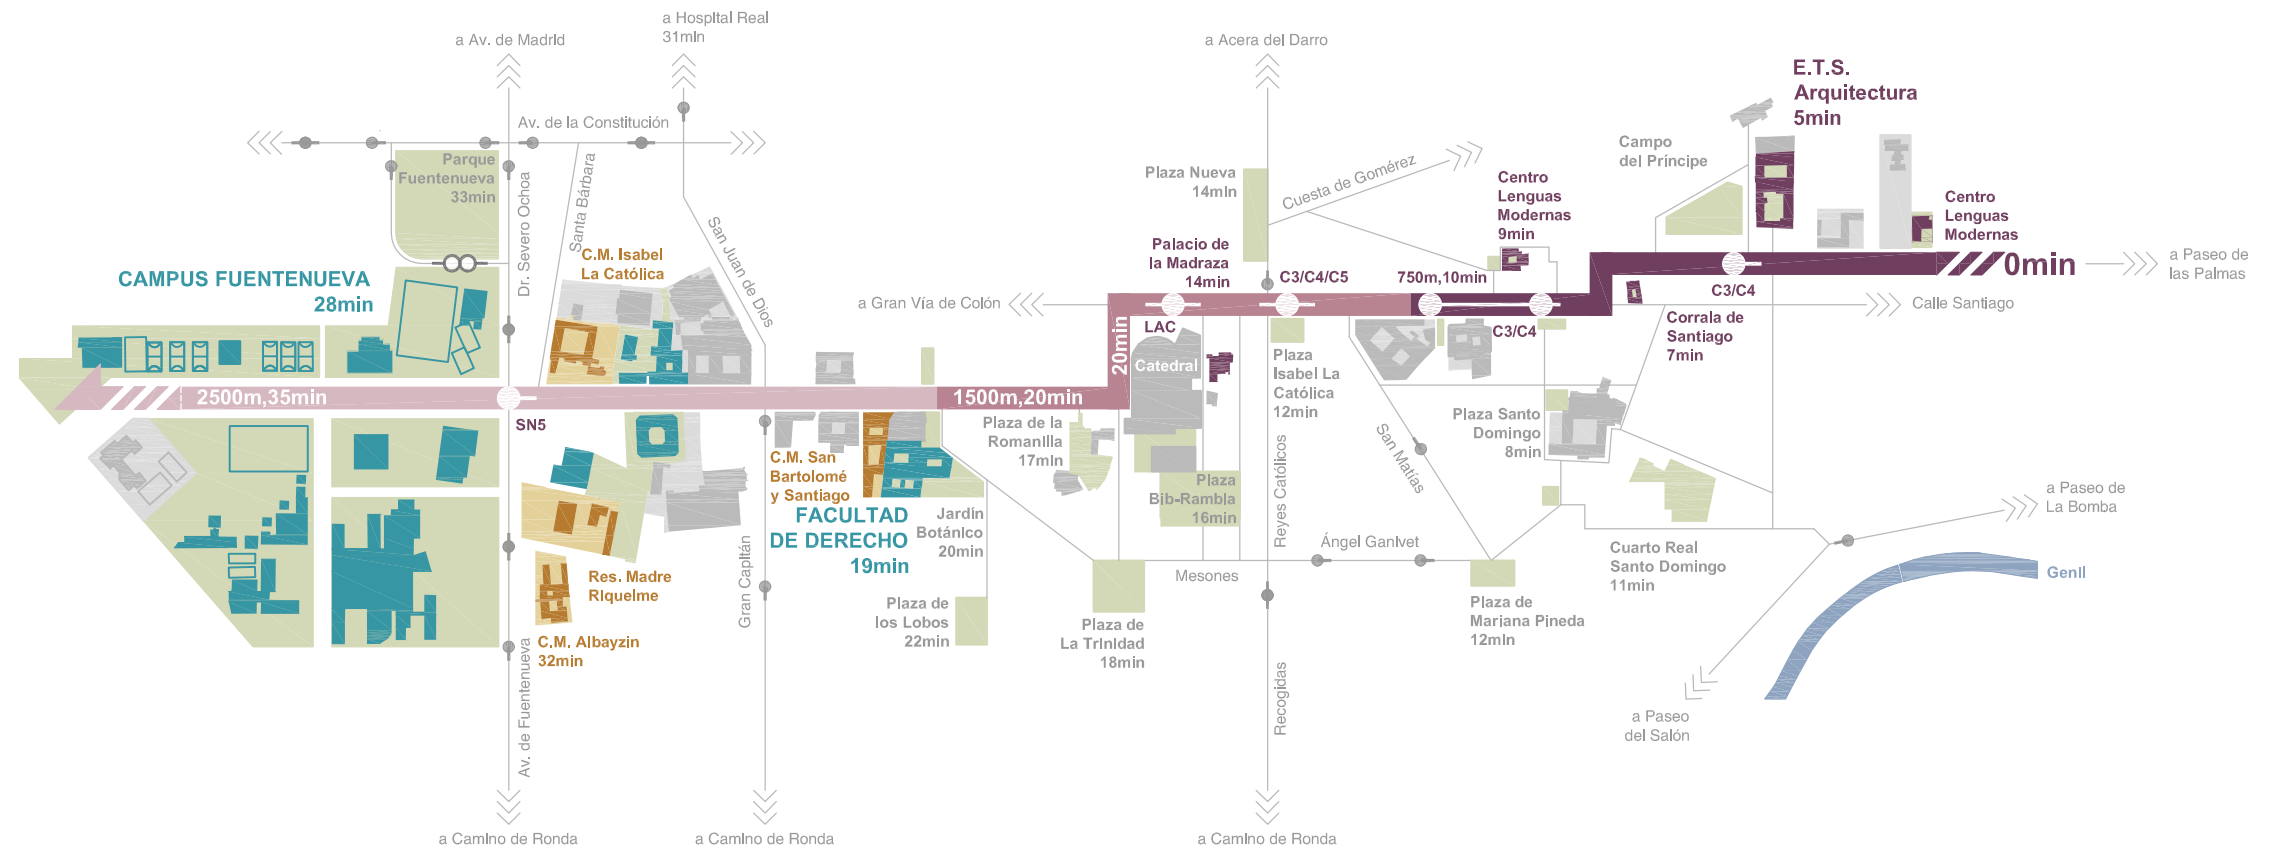 a Hospital Real
31min
a Av. de Madrid
a Acera del Darro
E.T.S.
Arquitectura
5min
Av. de la Constitución
Parque
Fuentenueva
33min
Dr. Severo Ochoa
Santa Bárbara
San Juan de Dios
C.M. Isabel
La Católica
CAMPUS FUENTENUEVA
28min
Plaza Nueva
14min
Cuesta de Gomérez
Centro
Lenguas
Modernas
9min
Campo
del Príncipe
Centro
Lenguas
Modernas
0min
a Paseo de
las Palmas
Palacio de
la Madraza
14min
C3/C4/C5
750m,10min
C3/C4
a Gran Vía de Colón
Calle Santiago
LAC
C3/C4
Corrala de
Santiago
7min
20min
Catedral
Plaza
Isabel La
Católica
12min
2500m,35min
1500m,20min
SN5
Plaza de la
Romanilla
17min
Plaza Santo
Domingo
8min
San Matías
Reyes Católicos
C.M. San
Bartolomé
y Santiago
FACULTAD
DE DERECHO
19min
Jardín
Botánico
20min
Plaza
Bib-Rambla
16min
a Paseo de
La Bomba
Ángel Ganivet
Mesones
Cuarto Real
Santo Domingo
11min
Genil
Res. Madre
Riquelme
Gran Capitán
Plaza de
los Lobos
22min
Plaza de
La Trinidad
18min
Plaza de
Mariana Pineda
12min
C.M. Albayzin
32min
Av. de Fuentenueva
Recogidas
a Paseo
del Salón
a Camino de Ronda
a Camino de Ronda
a Camino de Ronda